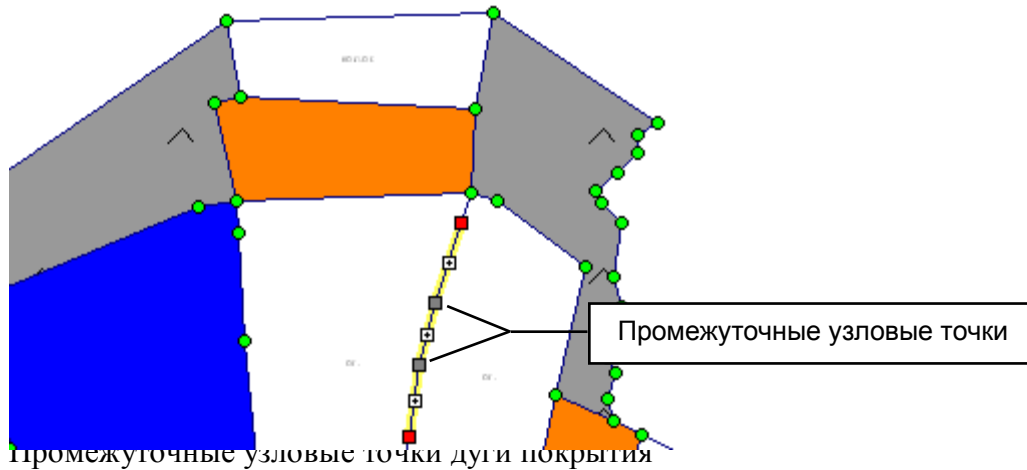 Промежуточные узловые точки
Промежуточные узловые точки дуги покрытия